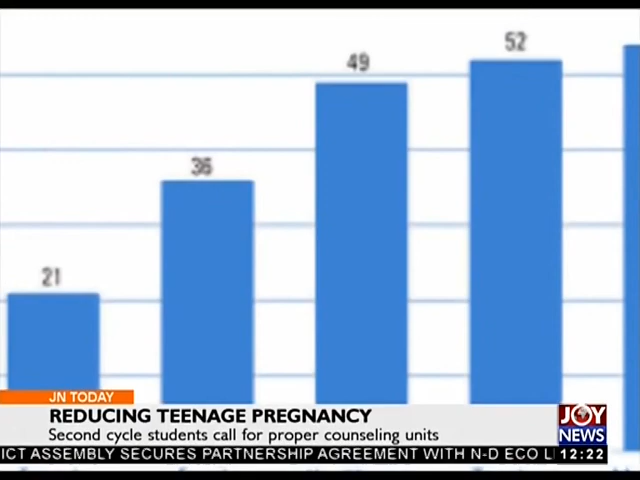 52
49
36
21
JN TODAY
REDUCING TEENAGE PREGNANCY
Second cycle students call for proper counseling units
JOY
NEWS
ICT ASSEMBLY SECURES PARTNERSHIP AGREEMENT WITH N-D ECO L
12:22